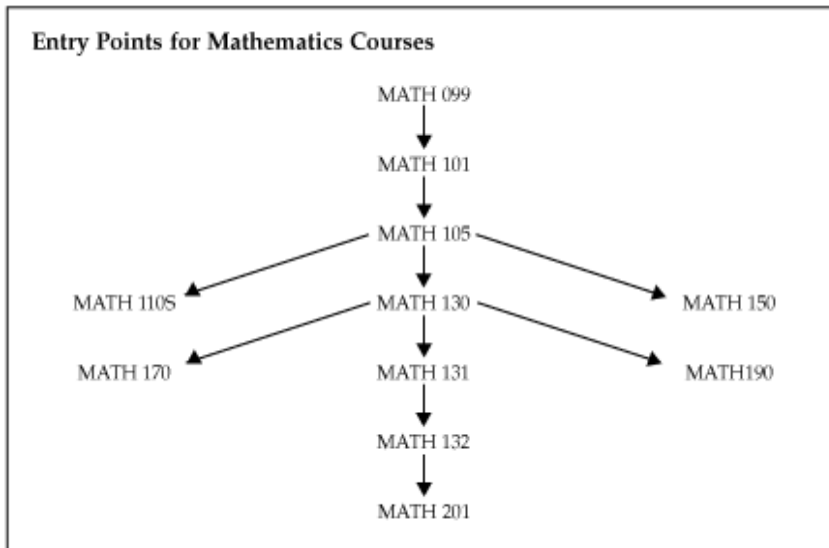 Entry Points for Mathematics Courses
MATH 099
MATH 101
MATH 105
MATH 110S MATH 130 MATH 150
MATH 170 MATH 131 MATH190
MATH 132
MATH 201